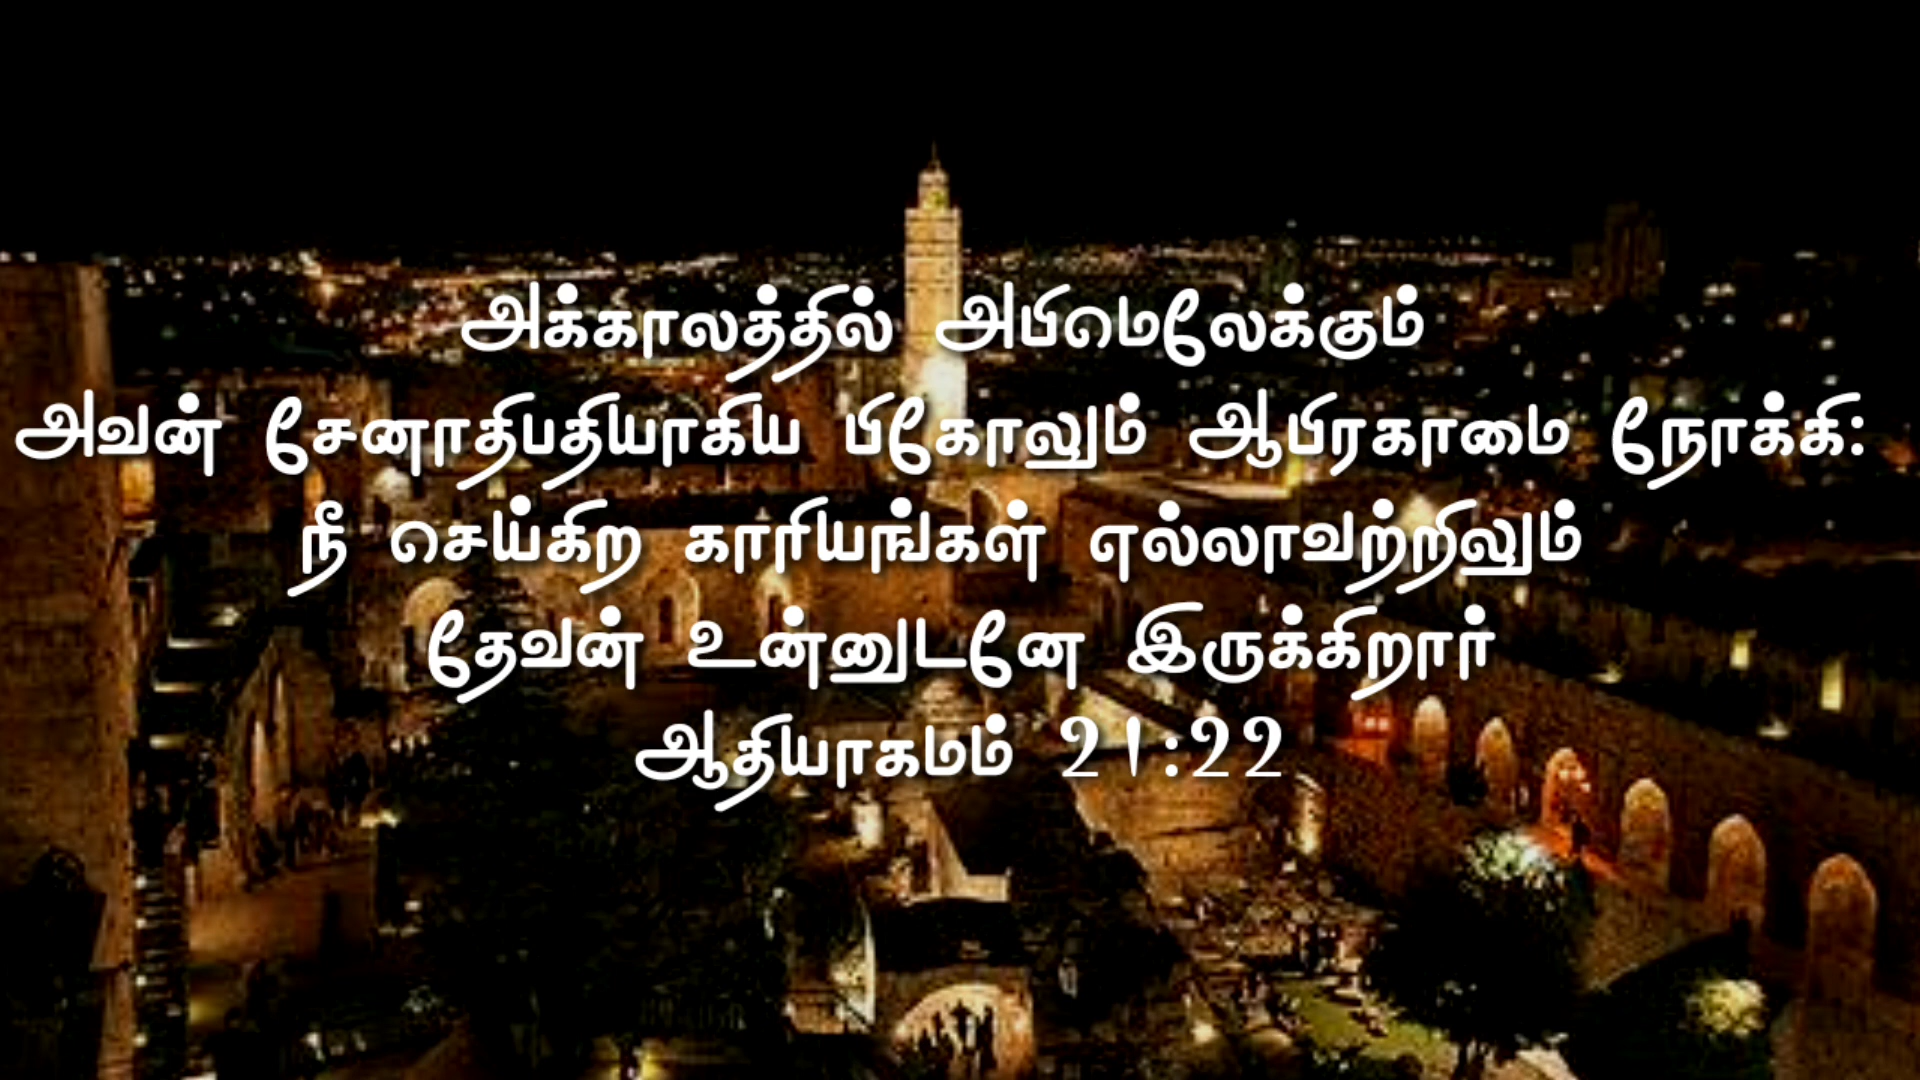 அக்காலத்தில் அபிமெலேக்கும்
அவன் சேனாதிபதியாகிய பிகோலும் ஆபிரகாமை நோக்கி:
நீ செய்கிற காரியங்கள் எல்லாவற்றிலும்
தேவன் உன்னுடனே இருக்கிறார்
ஆதியாகமம் 21:22